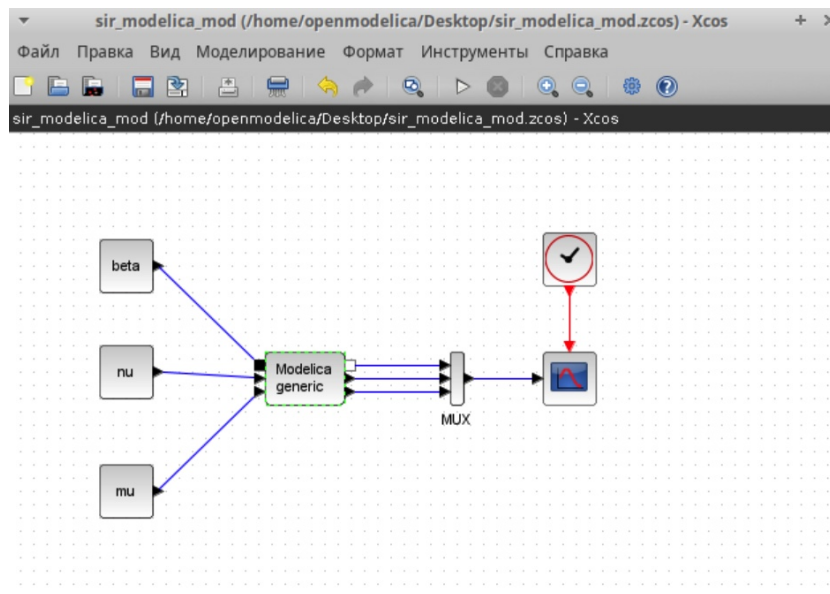 sir_modelica_mod (/home/openmodelica/Desktop/sir_modelica_mod.zcos) - Xcos
Файл Правка Вид Моделирование Формат Инструменты Справка
sir_modelica_mod (/home/openmodelica/Desktop/sir_modelica_mod.zcos) - Xcos
beta
nu
Modelica
generic
MUX
mu